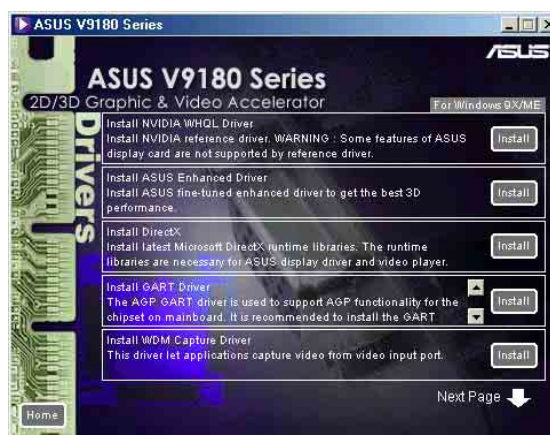 ASUS V9180 Series
ASUS
ASUS V9180 Series
2D/3D Graphic & Video Accelerator
For Windows 9X/ME
Drivers
Install NVIDIA WHQL Driver
Install NVIDIA reference driver. WARNING : Some features of ASUS
display card are not supported by reference driver.
Install
Install ASUS Enhanced Driver
Install ASUS fine-tuned enhanced driver to get the best 3D
performance.
Install
Install DirectX
Install latest Microsoft DirectX runtime libraries. The runtime
libraries are necessary for ASUS display driver and video player.
Install
Install GART Driver
The AGP GART driver is used to support AGP functionality for the
chipset on mainboard. It is recommended to install the GART
Install
Install WDM Capture Driver
This driver let applications capture video from video input port.
Install
Next Page
Home